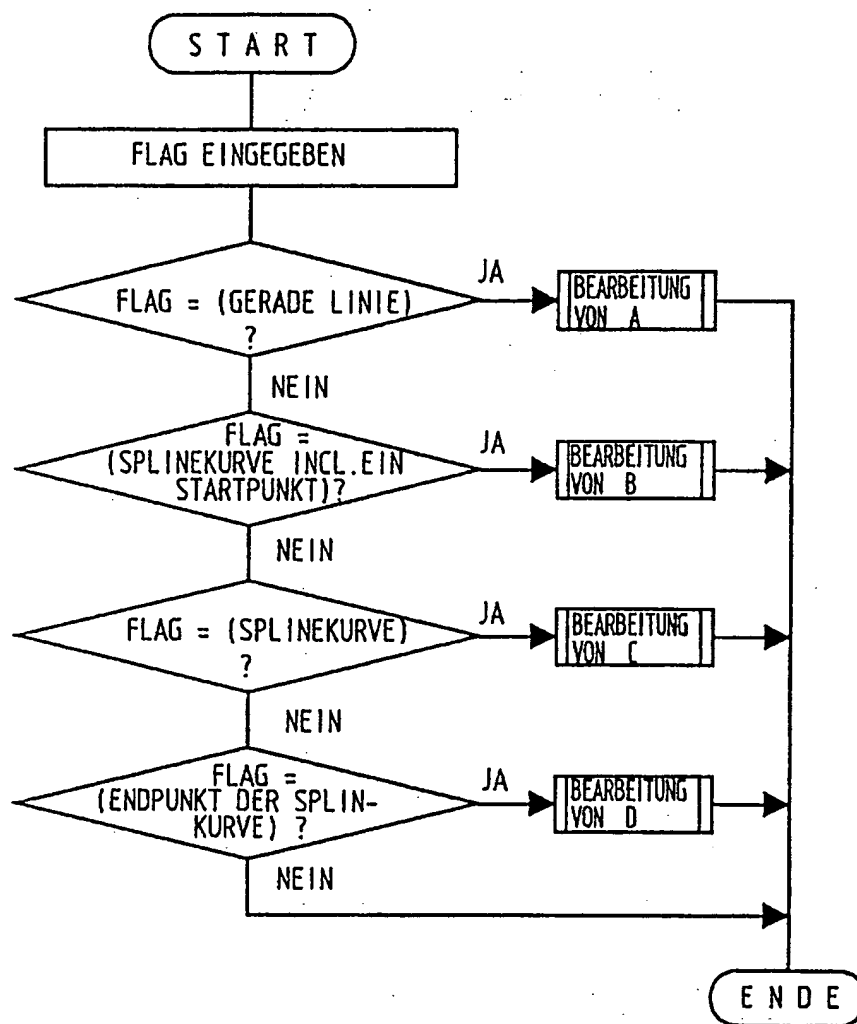 START
FLAG EINGEGEBEN
FLAG = (GERADE LINIE)
?
JA
BEARBEITUNG
VON A
NEIN
FLAG =
(SPLINEKURVE INCL.EIN
STARTPUNKT)?
JA
BEARBEITUNG
VON B
NEIN
FLAG = (SPLINEKURVE)
?
JA
BEARBEITUNG
VON C
NEIN
FLAG =
(ENDPUNKT DER SPLIN-
KURVE) ?
JA
BEARBEITUNG
VON D
NEIN
ENDE